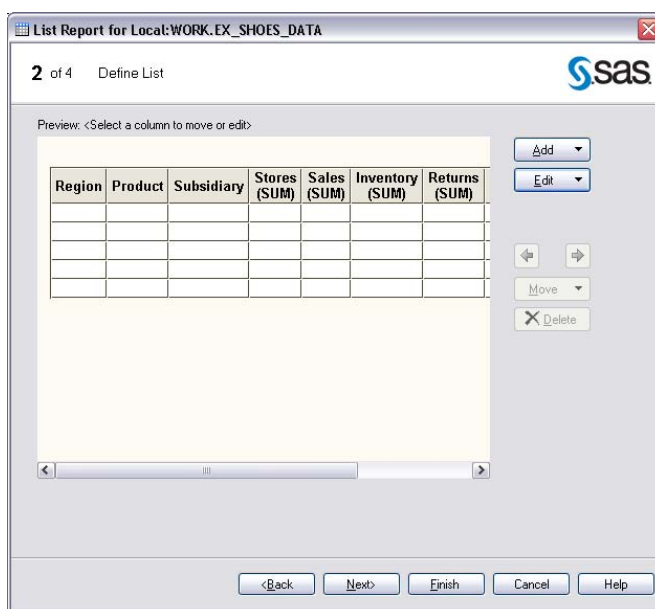 List Report for Local:WORK.EX_SHOES_DATA
2 of 4 Define List
sas
Preview: <Select a column to move or edit>
Add
Edit
Region Product Subsidiary Stores (SUM) Sales (SUM) Inventory (SUM) Returns (SUM)
Move
Delete
<Back Next> Finish Cancel Help